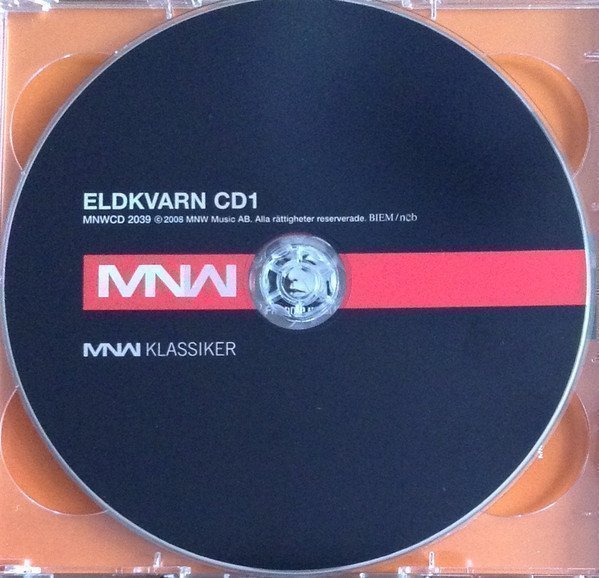 ELDKVARN CD1
MNWCD 2039 ©2008 MNW Music AB. Alla rättigheter reserverade. BIEM/ncb
MNW
MNW KLASSIKER